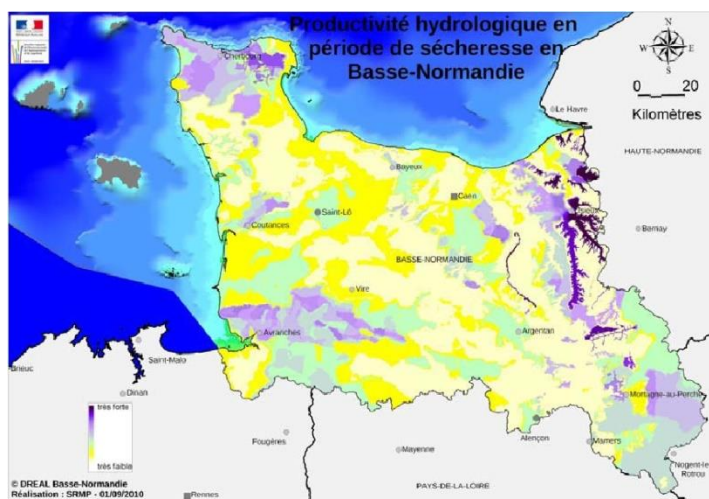 Productivité hydrologique en
période de sécheresse en
Basse-Normandie
N
W E
S
0 20
Kilomètres
Cherbourg
Le Havre
HAUTE-NORMANDIE
Bayeux
Caen
Lisieux
Bernay
Saint-Lô
Coutances
BASSE-NORMANDIE
Vire
Avranches
Argentan
Saint-Malo
Brieuc
Dinan
Mortagne-au-Perche
Alençon
Mamers
Nogent-le
Rotrou
Fougères
Mayenne
PAYS-DE-LA-LOIRE
Rennes
très forte
très faible
© DREAL Basse-Normandie
Réalisation : SRMP - 01/09/2010